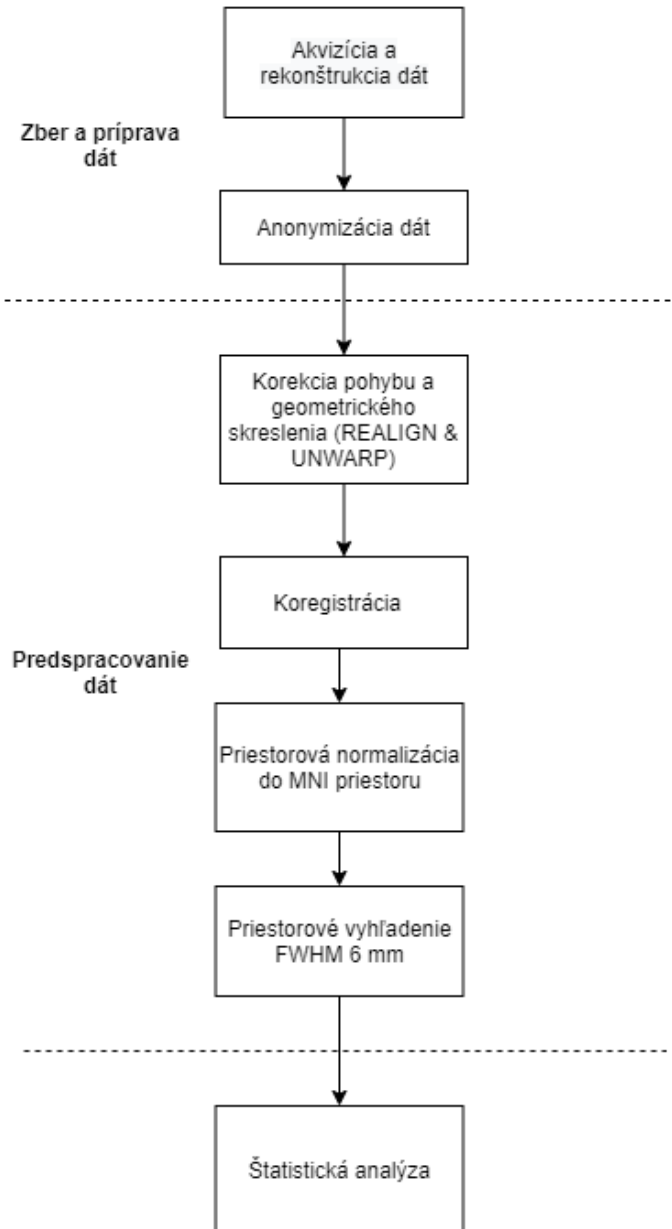 Akvizícia a
rekonštrukcia dát
Zber a príprava
dát
Anonymizácia dát
Korekcia pohybu a
geometrického
skreslenia (REALIGN &
UNWARP)
Koregistrácia
Predspracovanie
dát
Priestorová normalizácia
do MNI priestoru
Priestorové vyhľadenie
FWHM 6 mm
Štatistická analýza